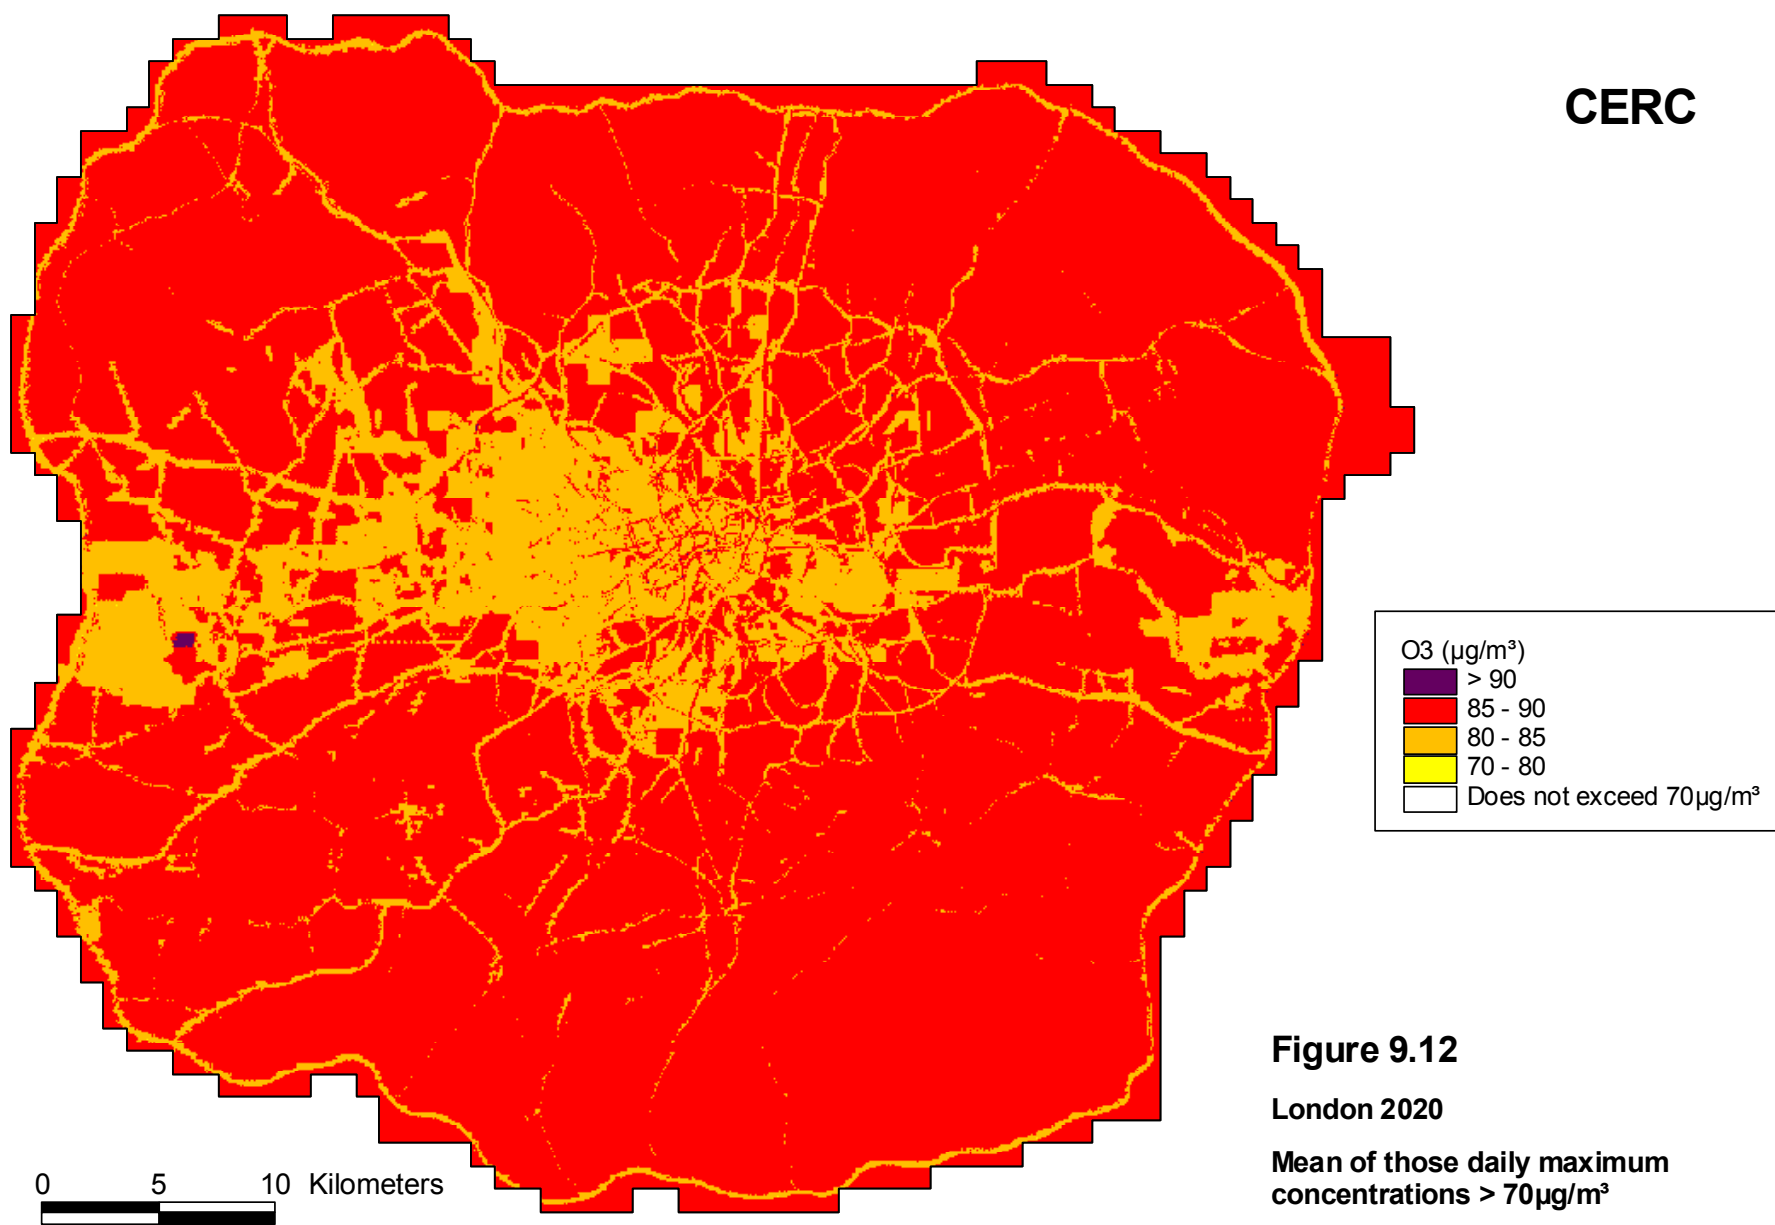 CERC
O3 (µg/m³)
> 90
85 - 90
80 - 85
70 - 80
Does not exceed 70µg/m³
Figure 9.12
London 2020
Mean of those daily maximum
concentrations > 70µg/m³
0 5 10 Kilometers